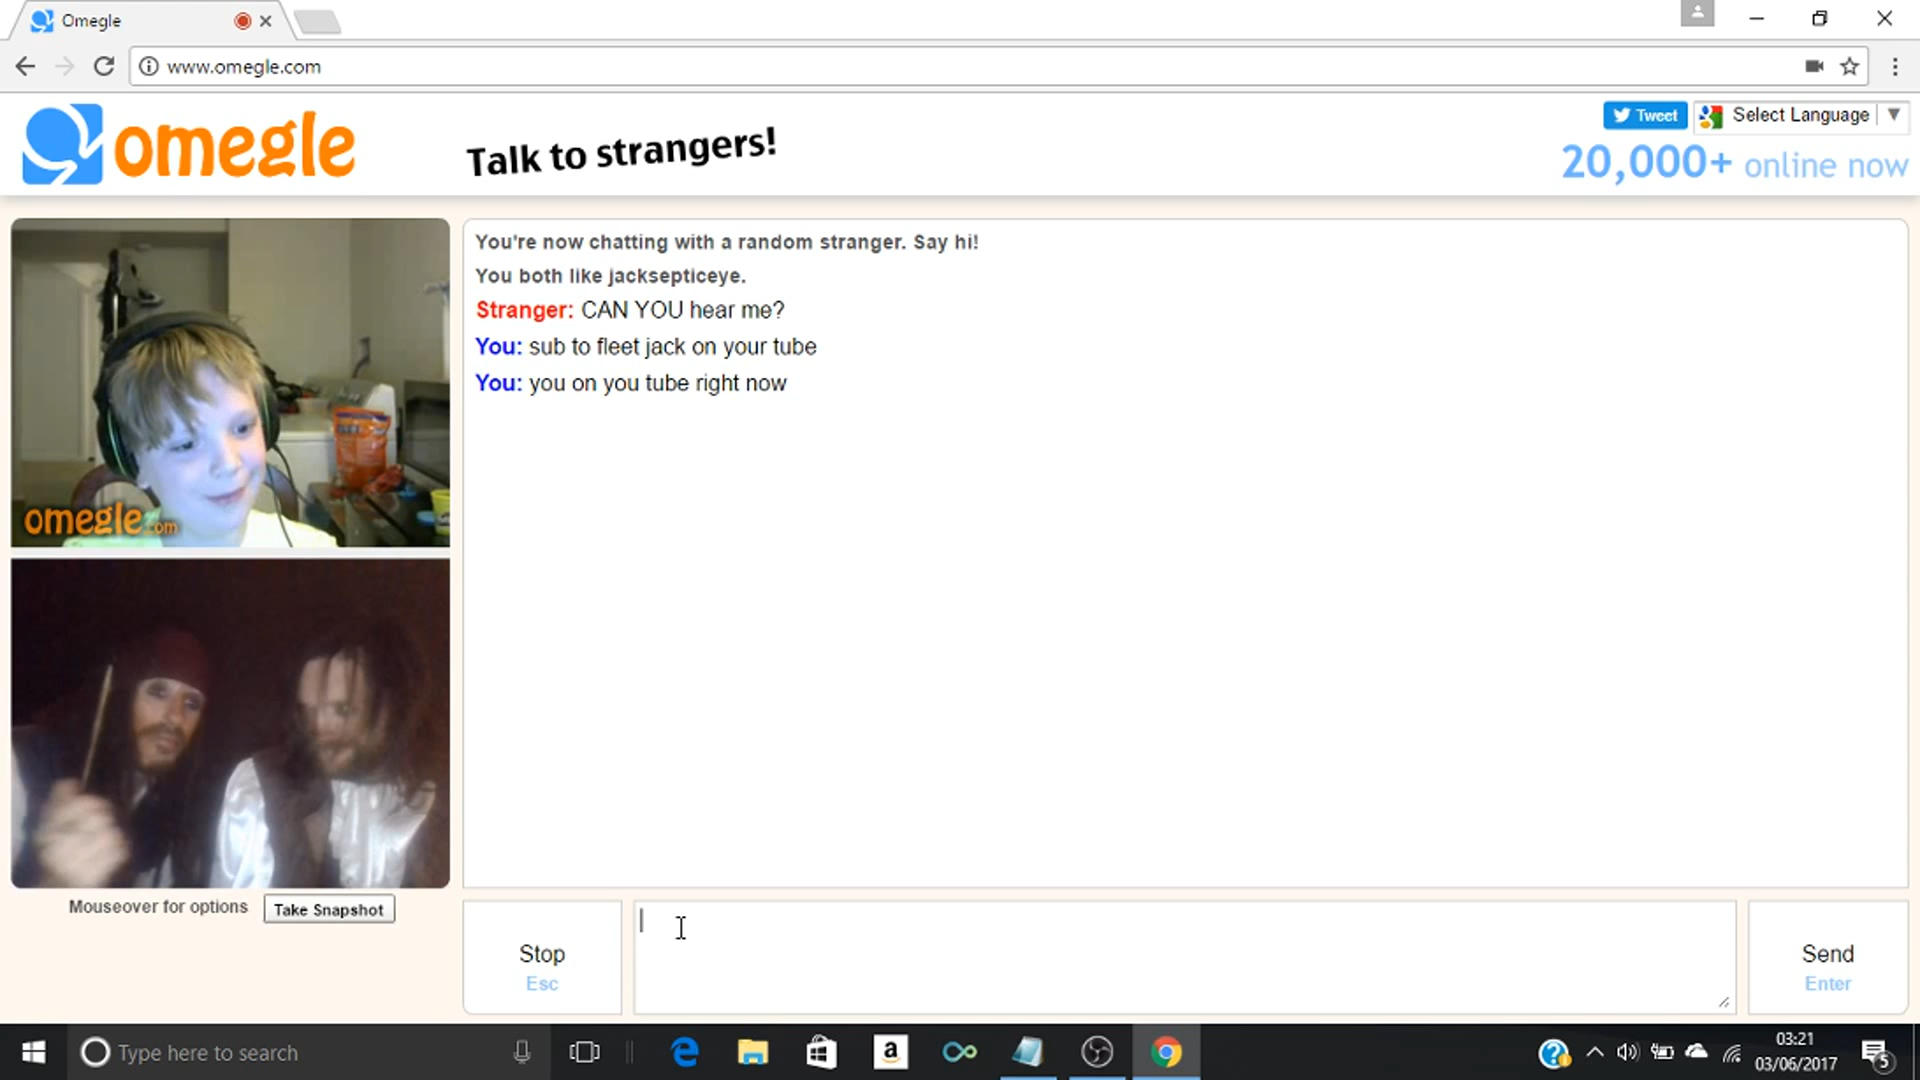 Omegle
www.omegle.com
omegle
Talk to strangers!
Tweet
Select Language
20,000+ online now
omegle.com
You're now chatting with a random stranger. Say hi!
You both like jacksepticeye.
Stranger: CAN YOU hear me?
You: sub to fleet jack on your tube
You: you on you tube right now
Mouseover for options
Take Snapshot
Stop
Esc
Send
Enter
Type here to search
a
03:21
03/06/2017
5